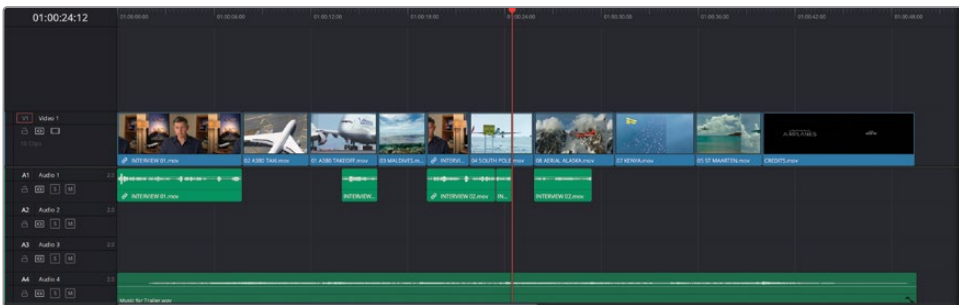 01:00:24:12
01:00:00:00 01:00:06:00 01:00:12:00 01:00:18:00 01:00:24:00 01:00:30:00 01:00:36:00 01:00:42:00 01:00:48:00
V1 Video 1
INTERVIEW 01.mov 02 A380 TAXI.mov 01 A380 TAKEOFF.mov 03 MALDIVES.m... INTERVI... 04 SOUTH POLE.mov 08 AERIAL ALASKA.mov 07 KENYA.mov 05 ST MAARTEN.mov CREDITS.mov
AIRPLANES
A1 Audio 1 2.0
S M
INTERVIEW 01.mov INTERVIEW... INTERVIEW 02.mov IN... INTERVIEW 02.mov
A2 Audio 2 2.0
S M
A3 Audio 3 2.0
S M
A4 Audio 4 2.0
S M
Music for Trailer.wav